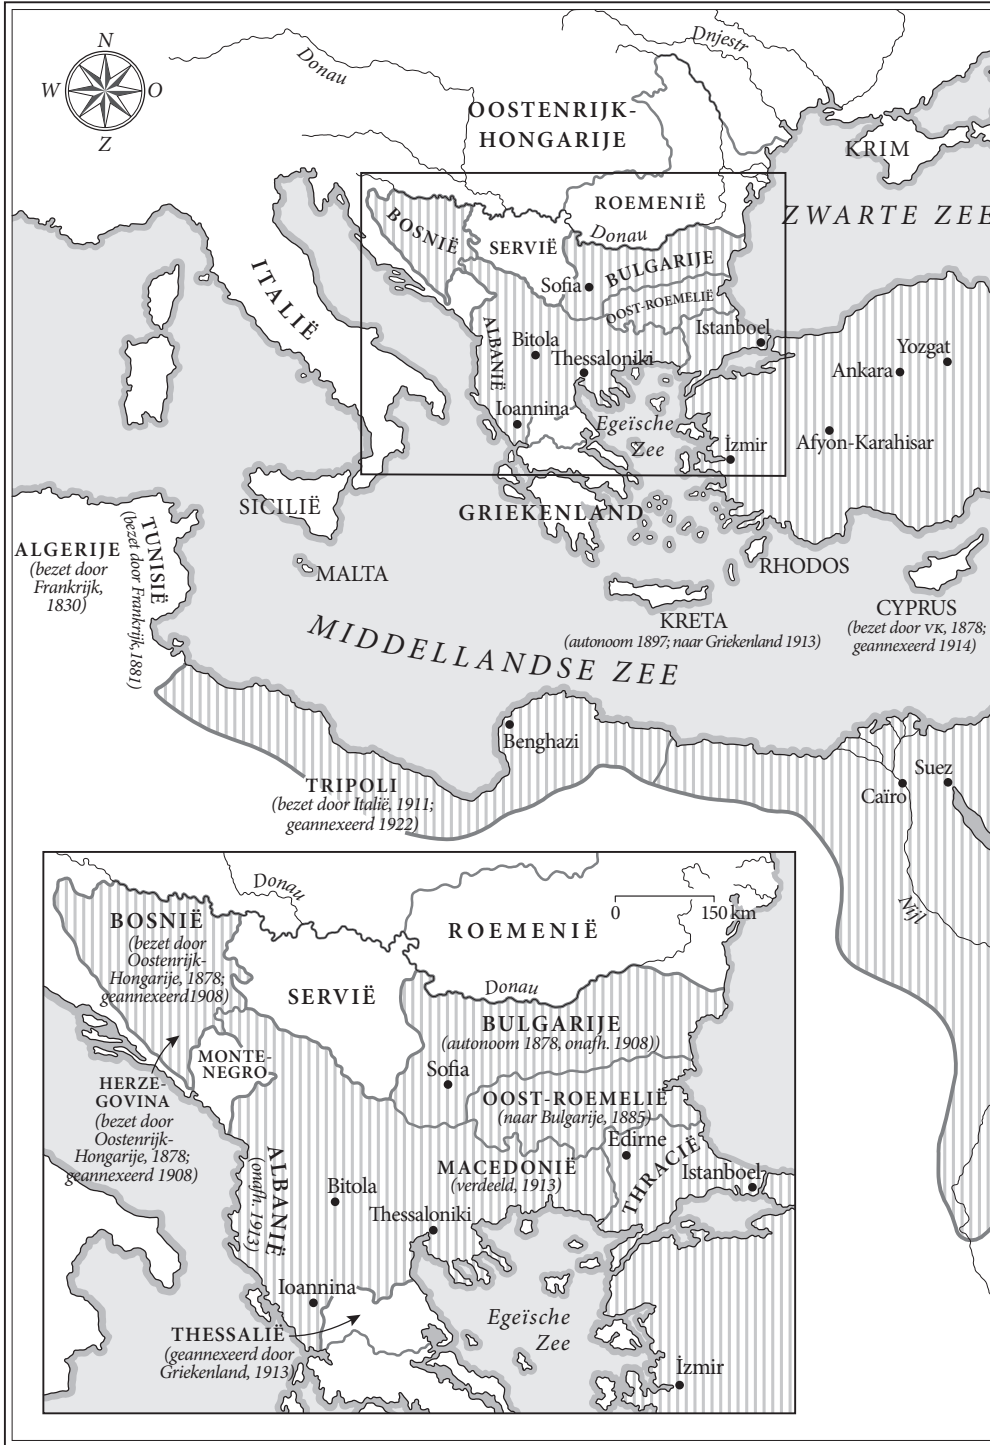 N
W
O
Z
Donau
Dnjestr
OOSTENRIJK-
HONGARIJE
KRIM
ZWARTE ZEE
ROEMENIË
BOSNIË
SERVIË
Donau
BULGARIJE
Sofia
OOST-ROEMELIË
ITALIË
ALBANIË
Bitola
Istanboel
Thessaloniki
Yozgat
Ankara
Ioannina
Egeïsche
Zee
İzmir
Afyon-Karahisar
SICILIË
GRIEKENLAND
ALGERIJE
(bezet door
Frankrijk,
1830)
TUNISIË
(bezet door Frankrijk, 1881)
MALTA
RHODOS
KRETA
(autonoom 1897; naar Griekenland 1913)
CYPRUS
(bezet door VK, 1878;
geannexeerd 1914)
MIDDELLANDSE ZEE
Benghazi
TRIPOLI
(bezet door Italië, 1911;
geannexeerd 1922)
Suez
Caïro
Nijl
Donau
0 150 km
BOSNIË
(bezet door
Oostenrijk-
Hongarije, 1878;
geannexeerd1908)
ROEMENIË
SERVIË
Donau
BULGARIJE
(autonoom 1878, onafh. 1908))
MONTE-
NEGRO
Sofia
HERZE-
GOVINA
(bezet door
Oostenrijk-
Hongarije, 1878;
geannexeerd 1908)
OOST-ROEMELIË
(naar Bulgarije, 1885)
Edirne
THRACIË
Istanboel
ALBANIË
(onafh. 1913)
MACEDONIË
(verdeeld, 1913)
Bitola
Thessaloniki
Ioannina
Egeïsche
Zee
THESSALIË
(geannexeerd door
Griekenland, 1913)
İzmir